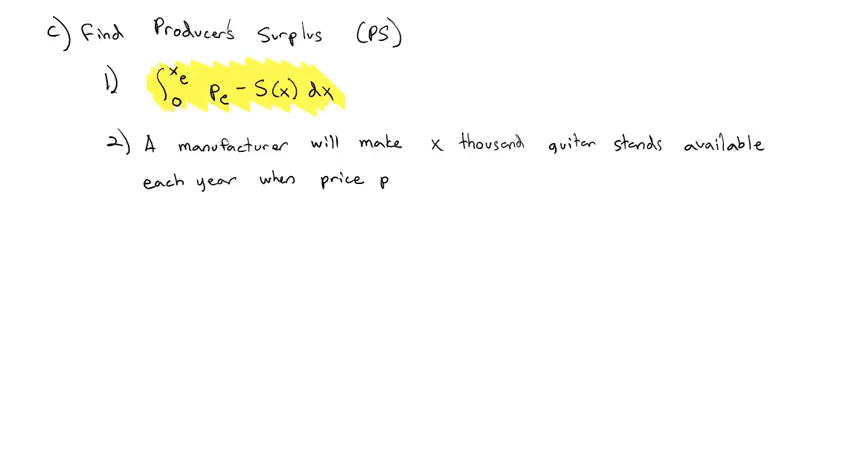 c) Find Producer's Surplus (PS)
1) ∫₀^xₑ pₑ - S(x) dx
2) A manufacturer will make x thousand guitar stands available
each year when price p